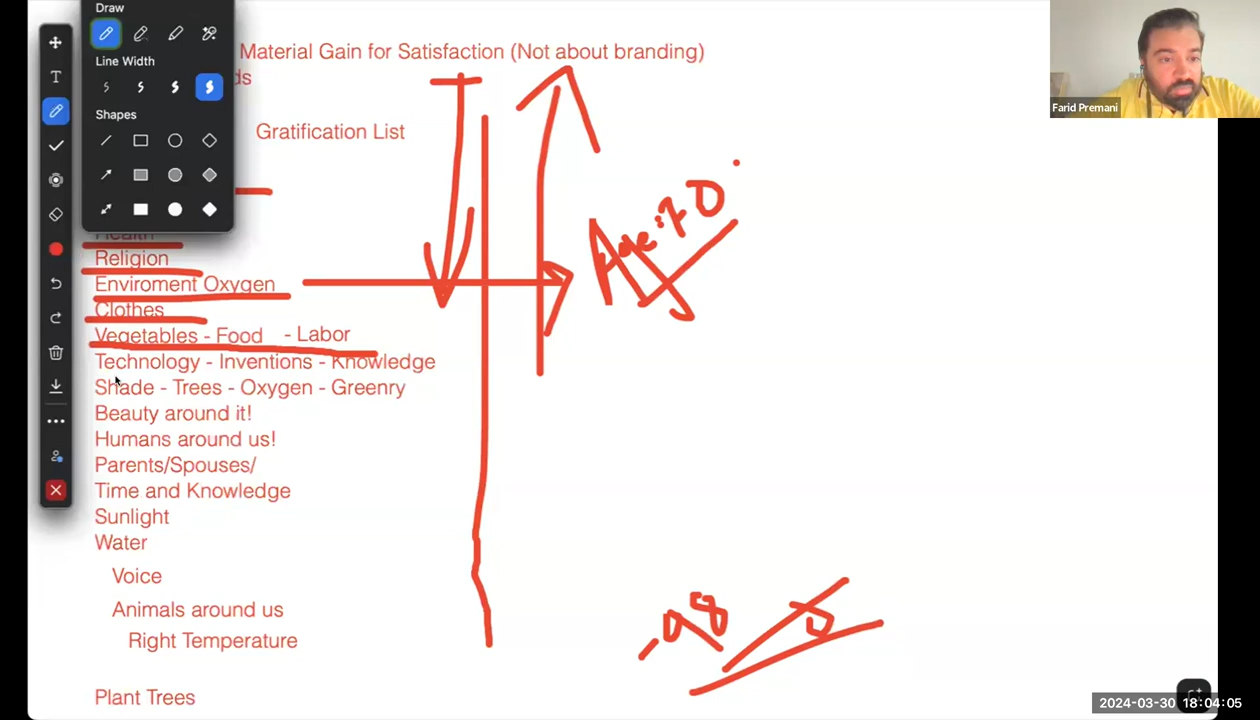 Draw
Line Width
Shapes
Material Gain for Satisfaction (Not about branding)
ds
Gratification List
Health
Religion
Enviroment Oxygen
Clothes
Vegetables - Food - Labor
Technology - Inventions - Knowledge
Shade - Trees - Oxygen - Greenry
Beauty around it!
Humans around us!
Parents/Spouses/
Time and Knowledge
Sunlight
Water
Voice
Animals around us
Right Temperature
Plant Trees
Age:70
Farid Premani
2024-03-30 18:04:05